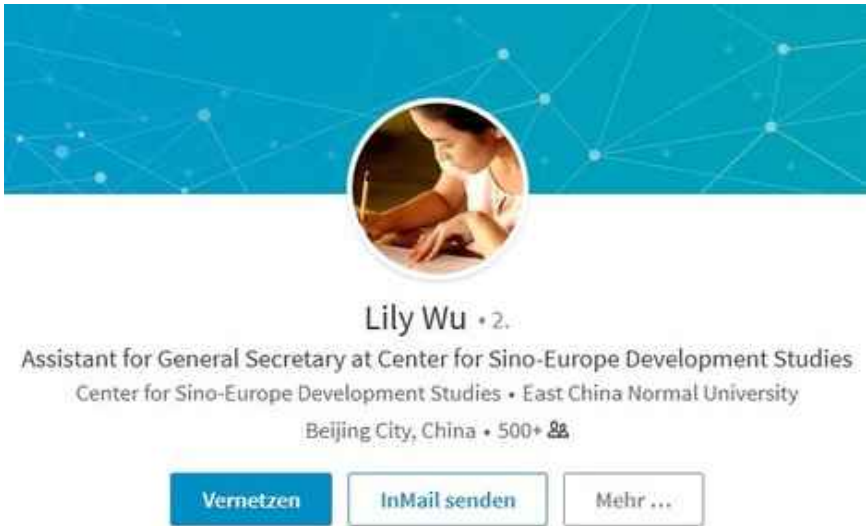 Lily Wu • 2.
Assistant for General Secretary at Center for Sino-Europe Development Studies
Center for Sino-Europe Development Studies • East China Normal University
Beijing City, China • 500+
Vernetzen InMail senden Mehr ...